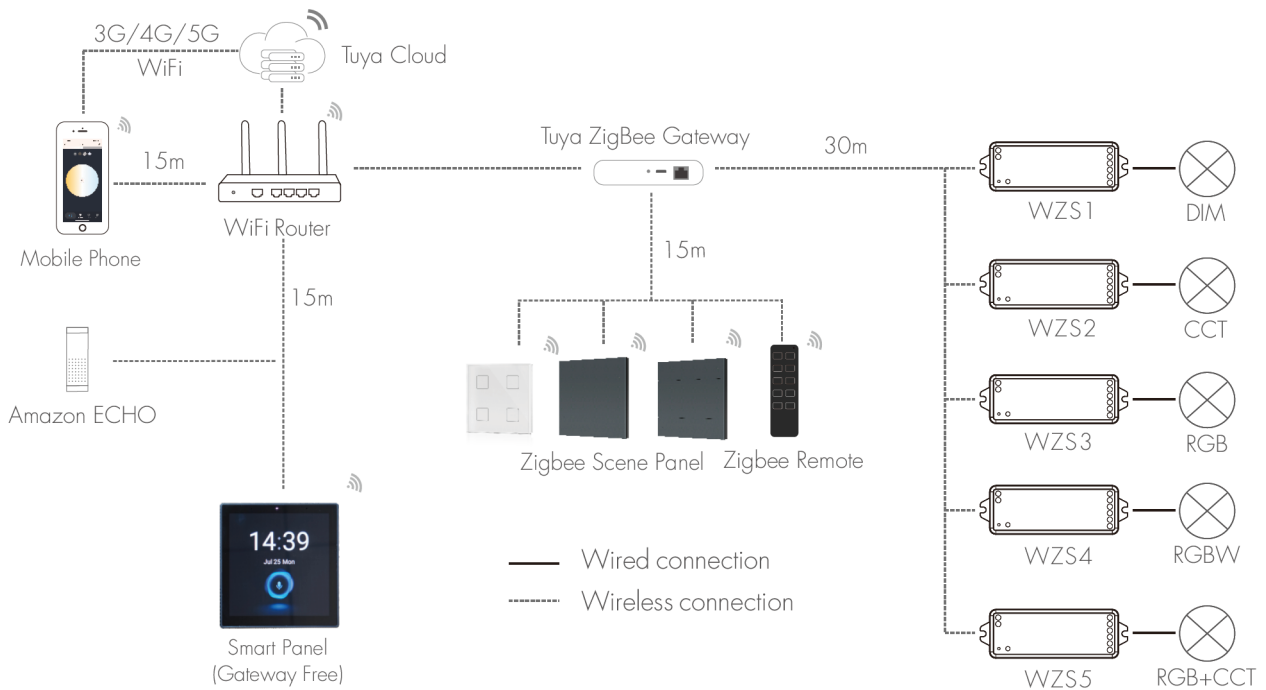 3G/4G/5G
WiFi
Tuya Cloud
15m
WiFi Router
Mobile Phone
15m
Amazon ECHO
14:39
Jul 25 Mon
Smart Panel
(Gateway Free)
Tuya ZigBee Gateway
30m
15m
Zigbee Scene Panel
Zigbee Remote
Wired connection
Wireless connection
WZS1
DIM
WZS2
CCT
WZS3
RGB
WZS4
RGBW
WZS5
RGB+CCT